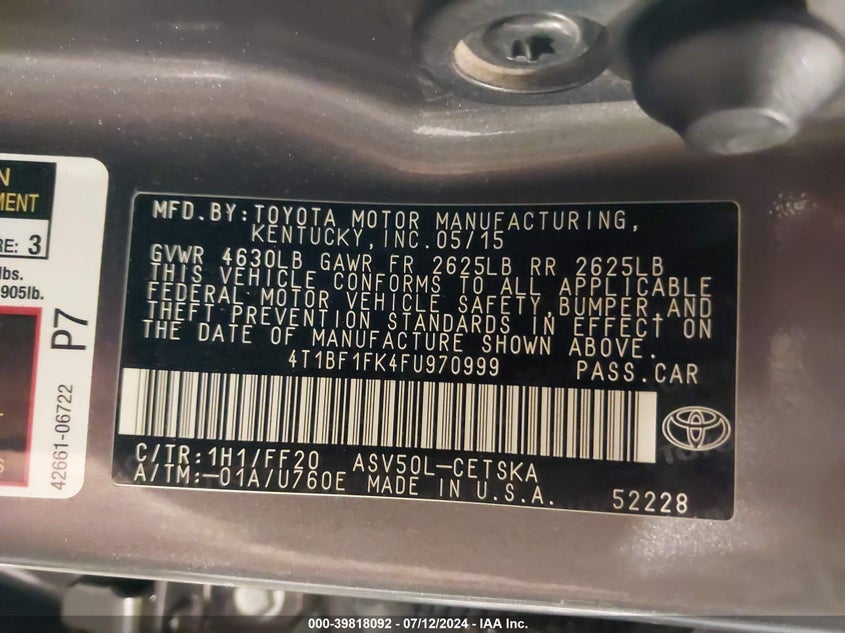 N
MENT
RE: 3
lbs.
905lb.
P7
42661-06722
S
MFD.BY:TOYOTA MOTOR MANUFACTURING,
KENTUCKY,INC.05/15
GVWR 4630LB GAWR FR 2625LB RR 2625LB
THIS VEHICLE CONFORMS TO ALL APPLICABLE
FEDERAL MOTOR VEHICLE SAFETY,BUMPER,AND
THEFT PREVENTION STANDARDS IN EFFECT ON
THE DATE OF MANUFACTURE SHOWN ABOVE.
4T1BF1FK4FU970999 PASS.CAR
C/TR:1H1/FF20 ASV50L-CETSKA
A/TM:-01A/U760E MADE IN U.S.A. 52228
000-39818092 - 07/12/2024 - IAA Inc.